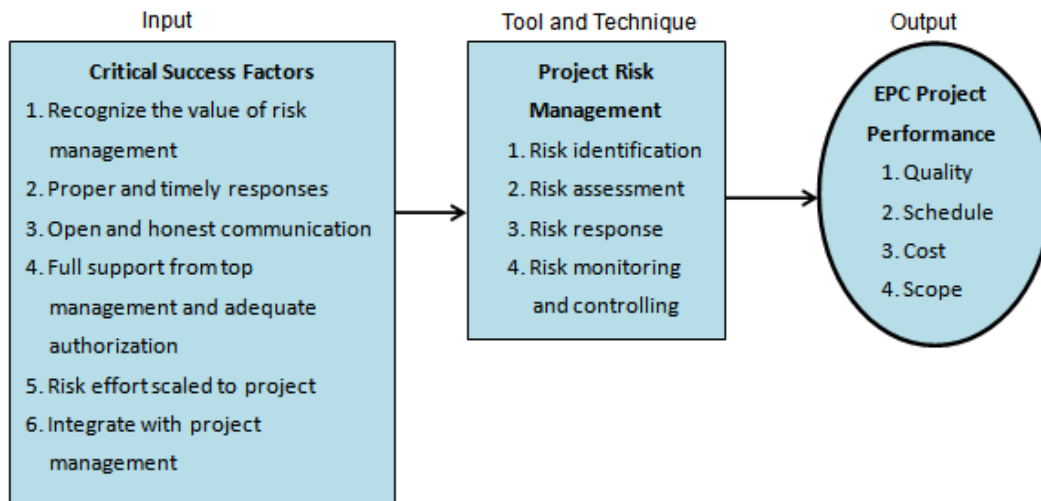 Input
Critical Success Factors
1. Recognize the value of risk
management
2. Proper and timely responses
3. Open and honest communication
4. Full support from top
management and adequate
authorization
5. Risk effort scaled to project
6. Integrate with project
management
Tool and Technique
Project Risk
Management
1. Risk identification
2. Risk assessment
3. Risk response
4. Risk monitoring
and controlling
Output
EPC Project
Performance
1. Quality
2. Schedule
3. Cost
4. Scope